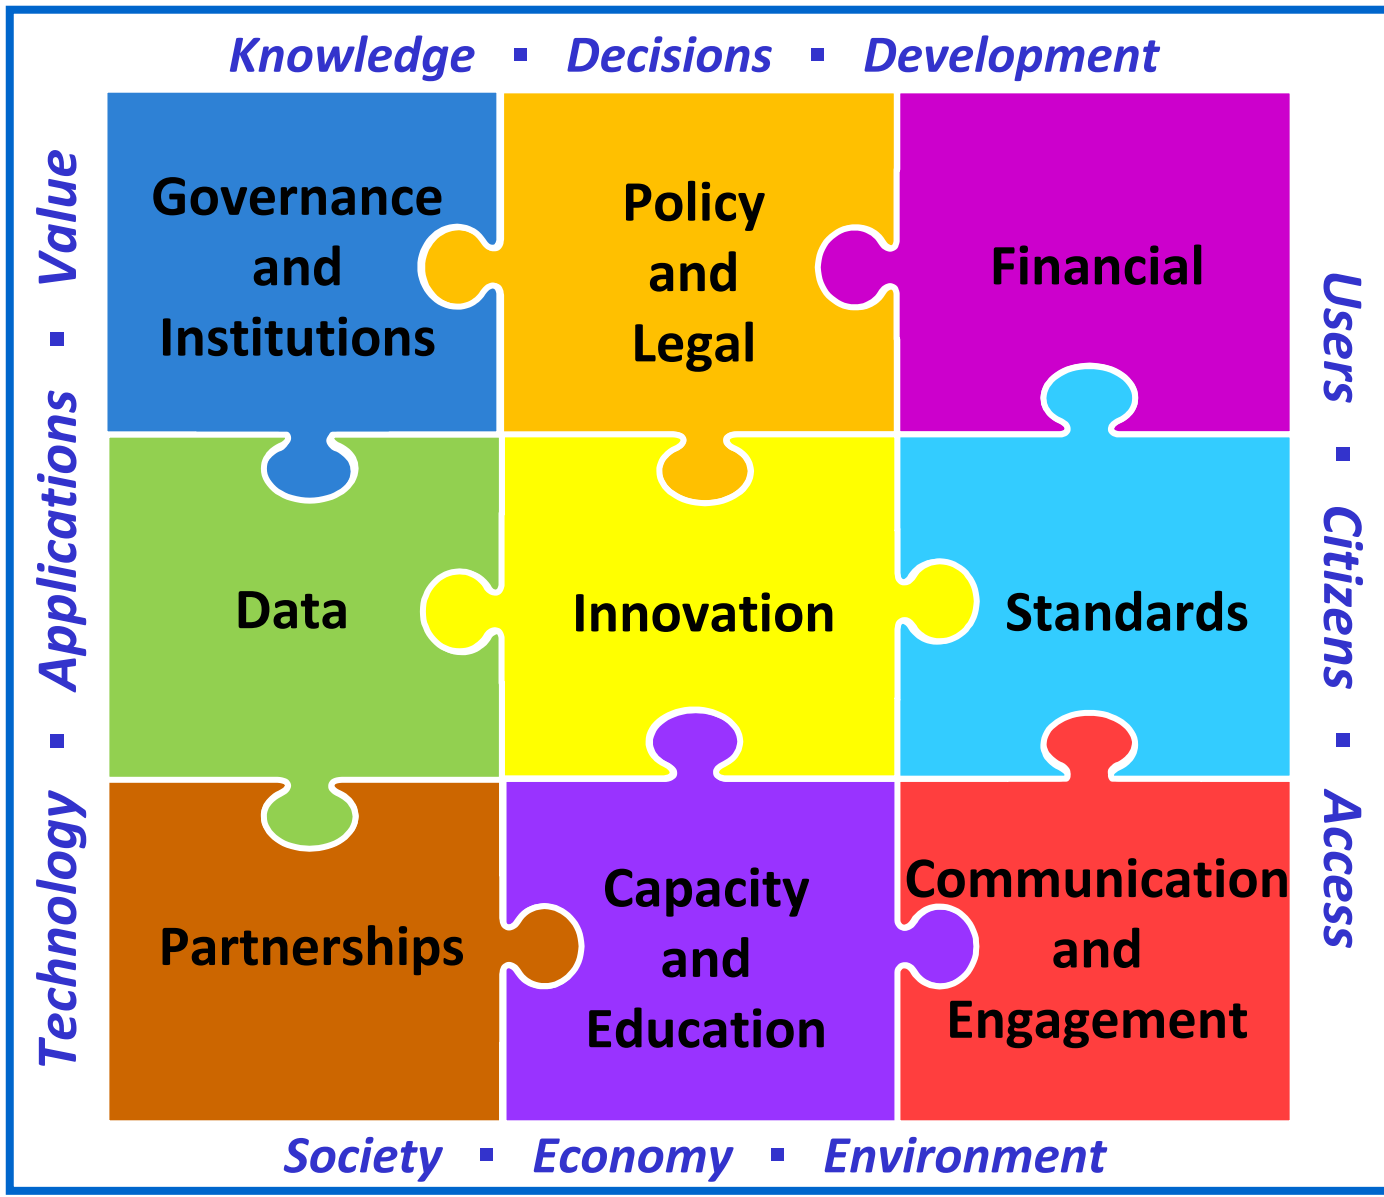 Knowledge ▪ Decisions ▪ Development
Technology ▪ Applications ▪ Value
Governance
and
Institutions
Policy
and
Legal
Financial
Data
Innovation
Standards
Partnerships
Capacity
and
Education
Communication
and
Engagement
Users ▪ Citizens ▪ Access
Society ▪ Economy ▪ Environment